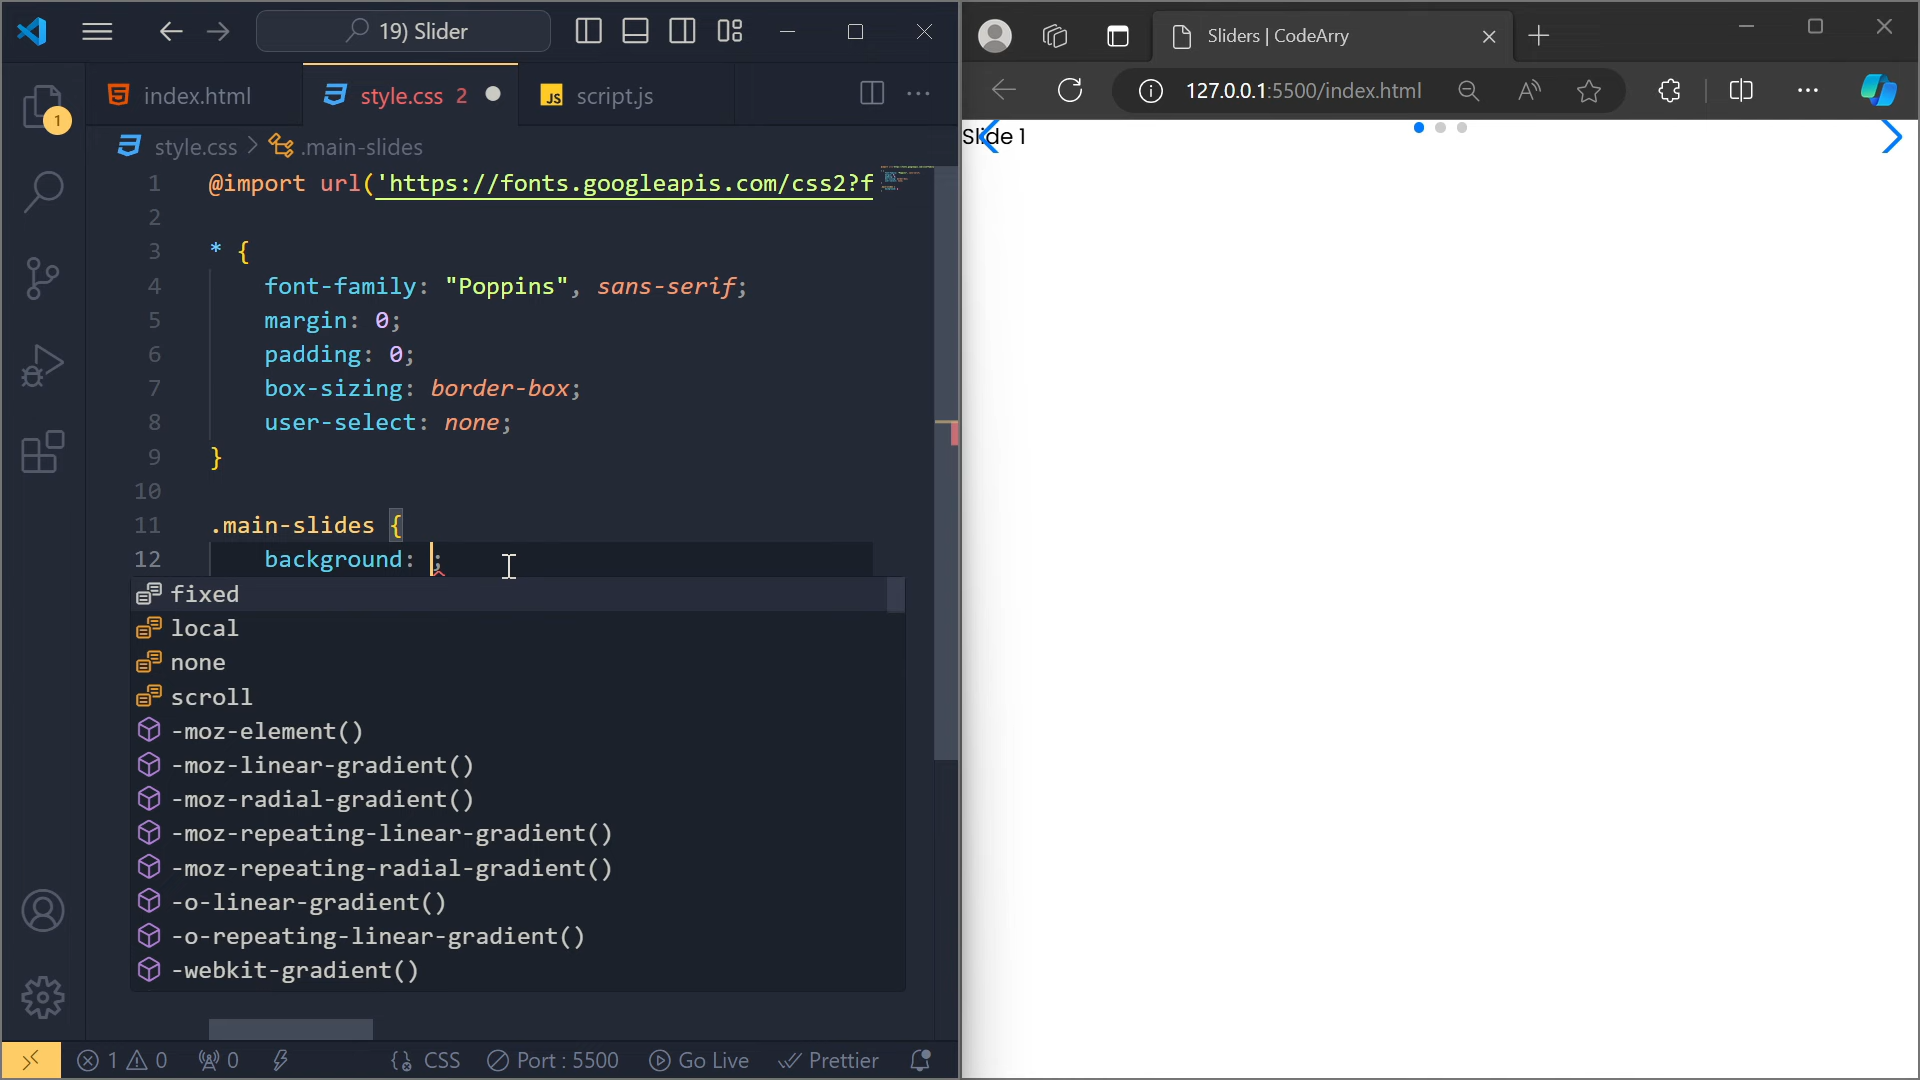 19) Slider
index.html
style.css 2
JS script.js
style.css > .main-slides
1 @import url('https://fonts.googleapis.com/css2?f
2
3 * {
4 font-family: "Poppins", sans-serif;
5 margin: 0;
6 padding: 0;
7 box-sizing: border-box;
8 user-select: none;
9 }
10
11 .main-slides {
12 background: ;
fixed
local
none
scroll
-moz-element()
-moz-linear-gradient()
-moz-radial-gradient()
-moz-repeating-linear-gradient()
-moz-repeating-radial-gradient()
-o-linear-gradient()
-o-repeating-linear-gradient()
-webkit-gradient()
1
1 0 0 CSS Port : 5500 Go Live Prettier
Sliders | CodeArry
127.0.0.1:5500/index.html
Slide 1